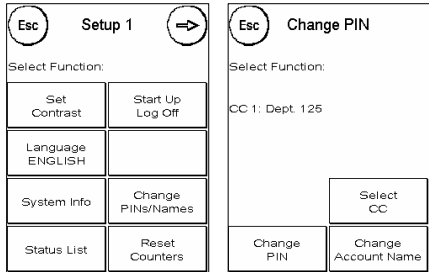 Esc Setup 1
Select Function:
Set
Contrast
Start Up
Log Off
Language
ENGLISH
System Info
Change
PINs/Names
Status List
Reset
Counters
Esc Change PIN
Select Function:
CC 1: Dept. 125
Select
CC
Change
PIN
Change
Account Name